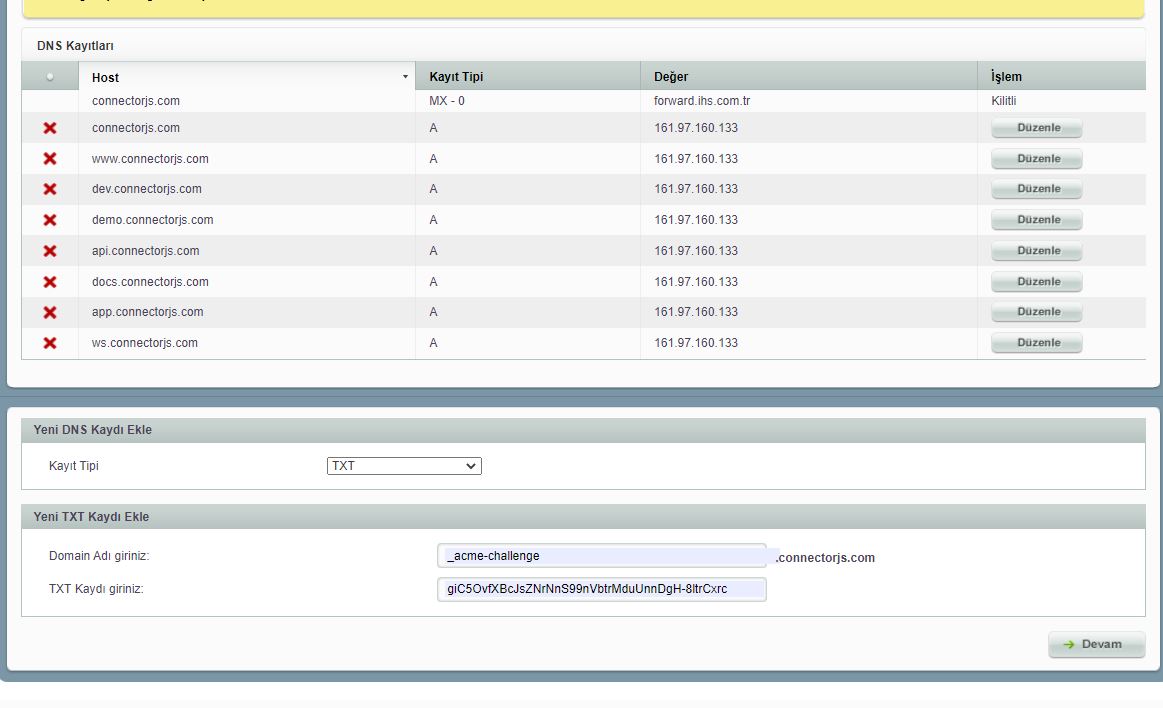 DNS Kayıtları
Host Kayıt Tipi Değer İşlem
connectorjs.com MX - 0 forward.ihs.com.tr Kilitli
connectorjs.com A 161.97.160.133 Düzenle
www.connectorjs.com A 161.97.160.133 Düzenle
dev.connectorjs.com A 161.97.160.133 Düzenle
demo.connectorjs.com A 161.97.160.133 Düzenle
api.connectorjs.com A 161.97.160.133 Düzenle
docs.connectorjs.com A 161.97.160.133 Düzenle
app.connectorjs.com A 161.97.160.133 Düzenle
ws.connectorjs.com A 161.97.160.133 Düzenle
Yeni DNS Kaydı Ekle
Kayıt Tipi TXT
Yeni TXT Kaydı Ekle
Domain Adı giriniz: _acme-challenge .connectorjs.com
TXT Kaydı giriniz: giC5OvfXBcJsZNrNnS99nVbtrMduUnnDgH-8ltrCxrc
Devam